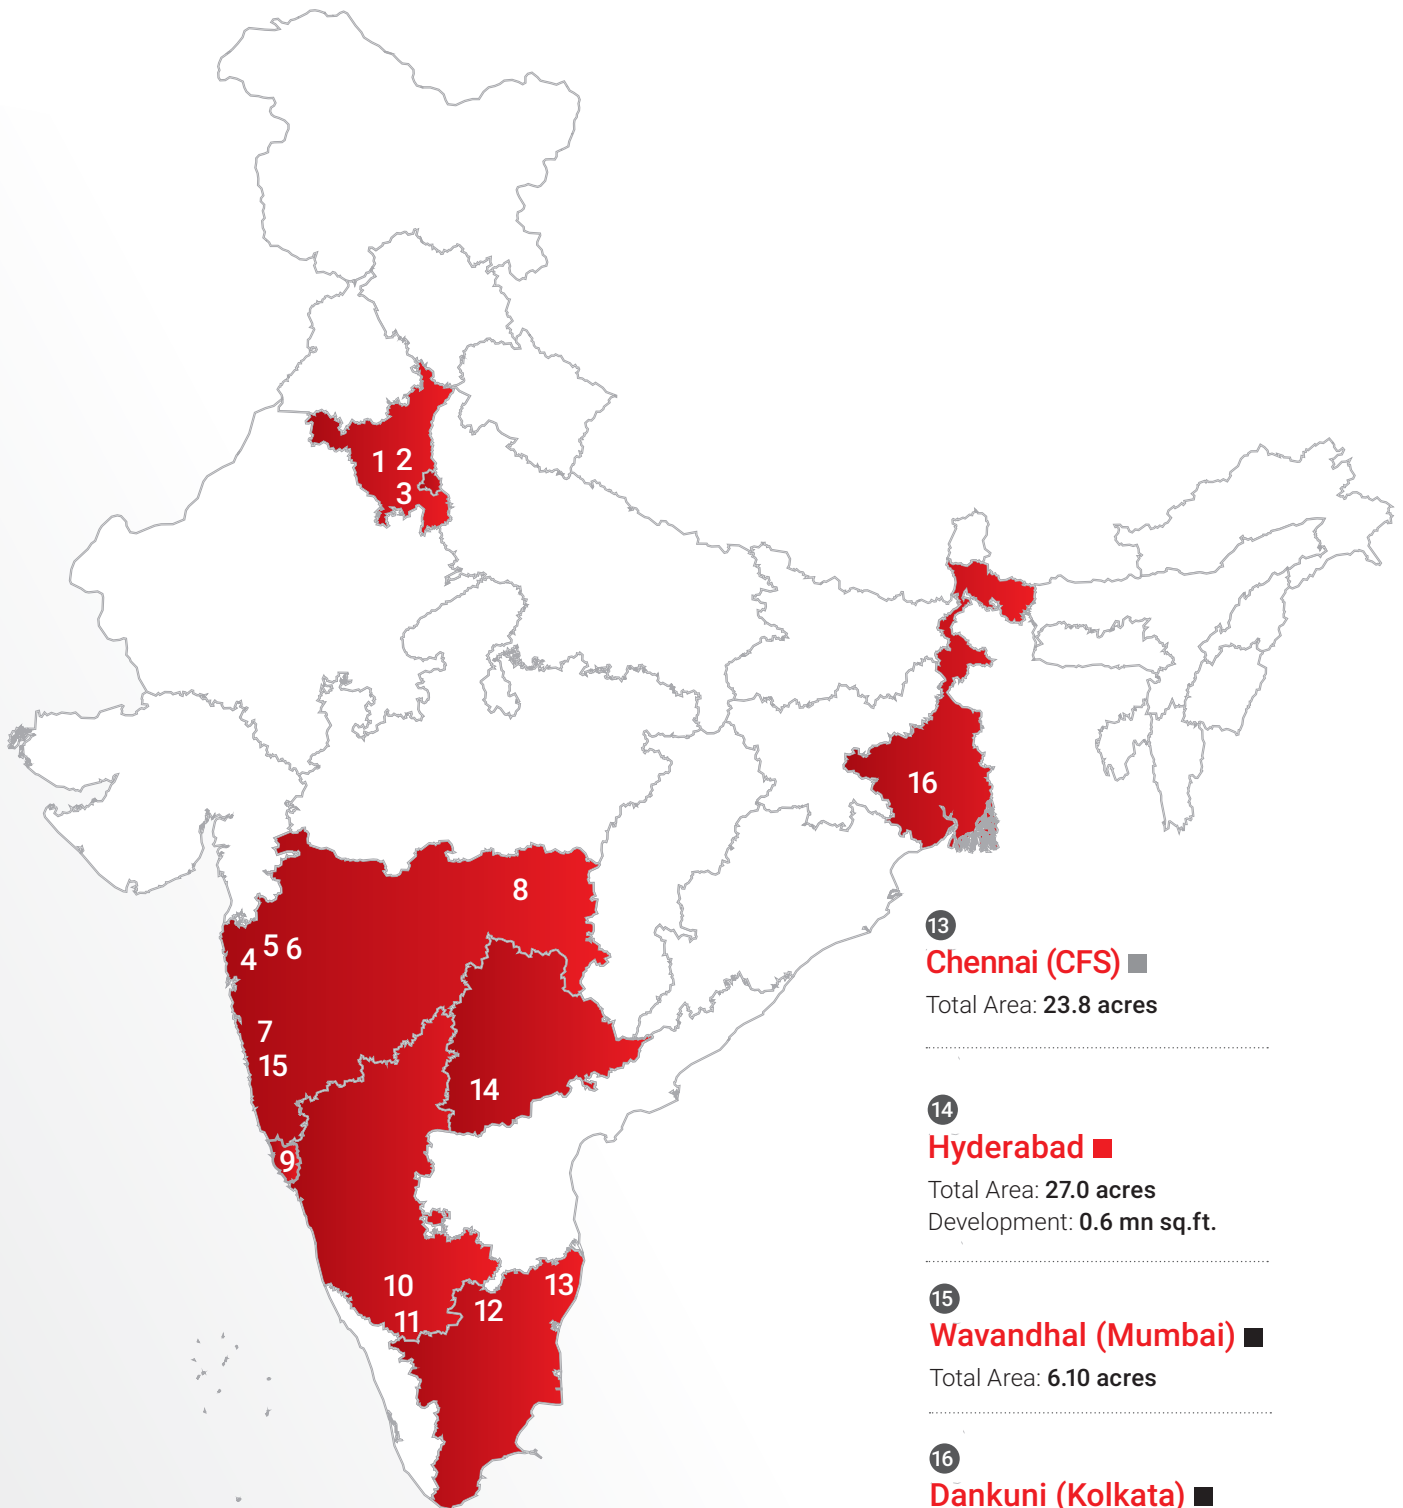 1 2
3
16
8
5 6
4
7
15
14
9
10
13
12
11
13
Chennai (CFS)
Total Area: 23.8 acres
14
Hyderabad
Total Area: 27.0 acres
Development: 0.6 mn sq.ft.
15
Wavandhal (Mumbai)
Total Area: 6.10 acres
16
Dankuni (Kolkata)